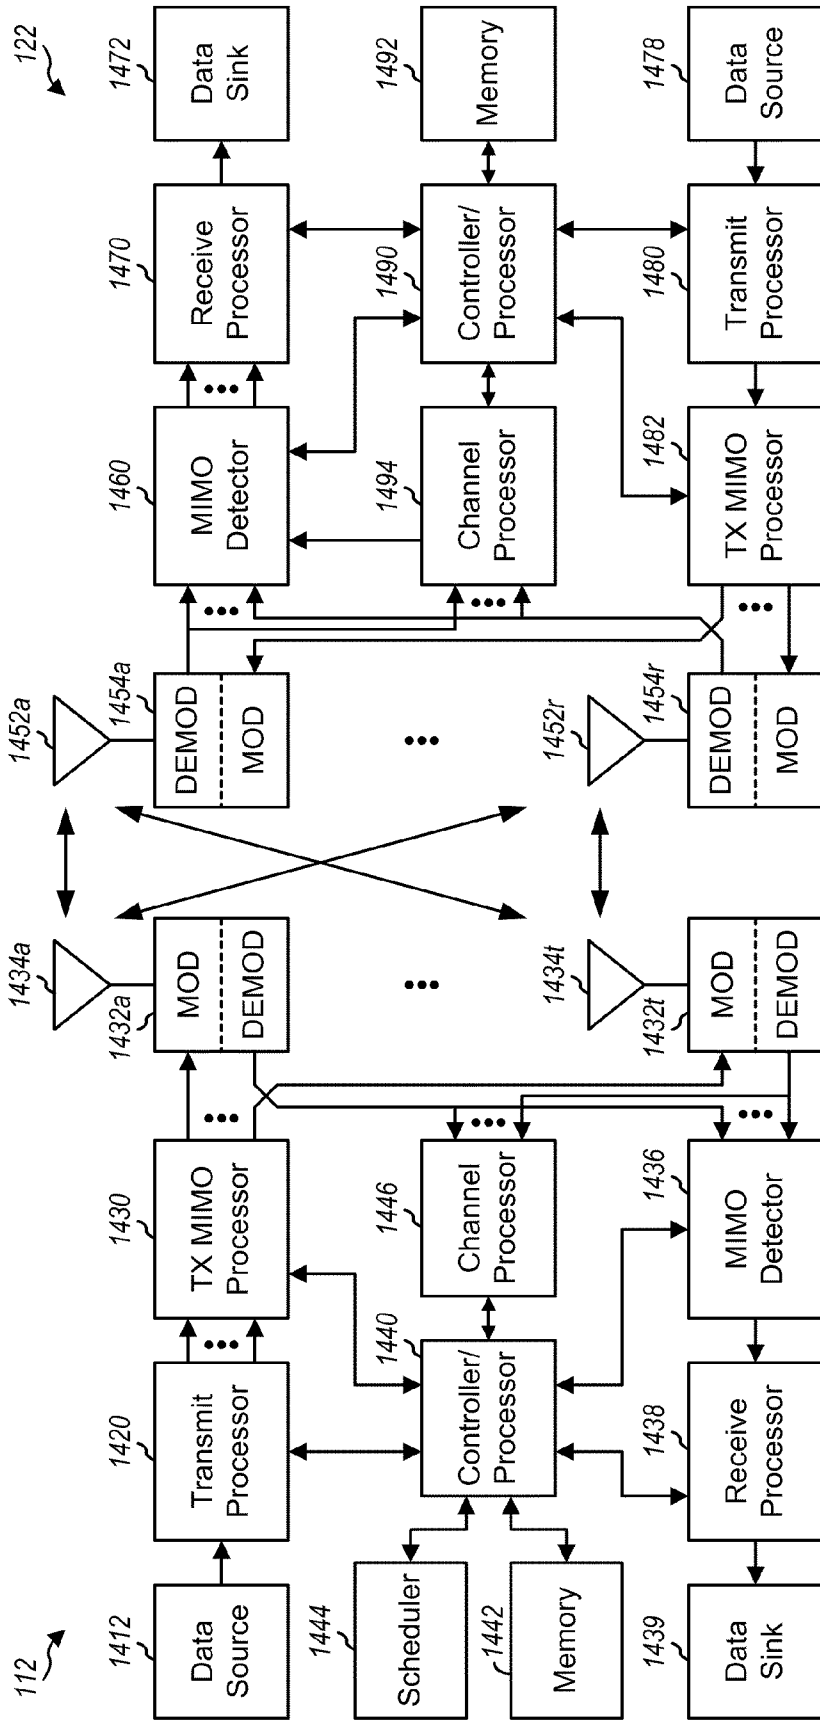 112
1412
Data
Source
1420
Transmit
Processor
1430
TX MIMO
Processor
1432a
MOD
DEMOD
1434a
1444
Scheduler
1442
Memory
1440
Controller/
Processor
1446
Channel
Processor
1439
Data
Sink
1438
Receive
Processor
1436
MIMO
Detector
1432t
MOD
DEMOD
1434t
122
1452a
1454a
DEMOD
MOD
1460
MIMO
Detector
1470
Receive
Processor
1472
Data
Sink
1494
Channel
Processor
1490
Controller/
Processor
1492
Memory
1452r
1454r
DEMOD
MOD
1482
TX MIMO
Processor
1480
Transmit
Processor
1478
Data
Source